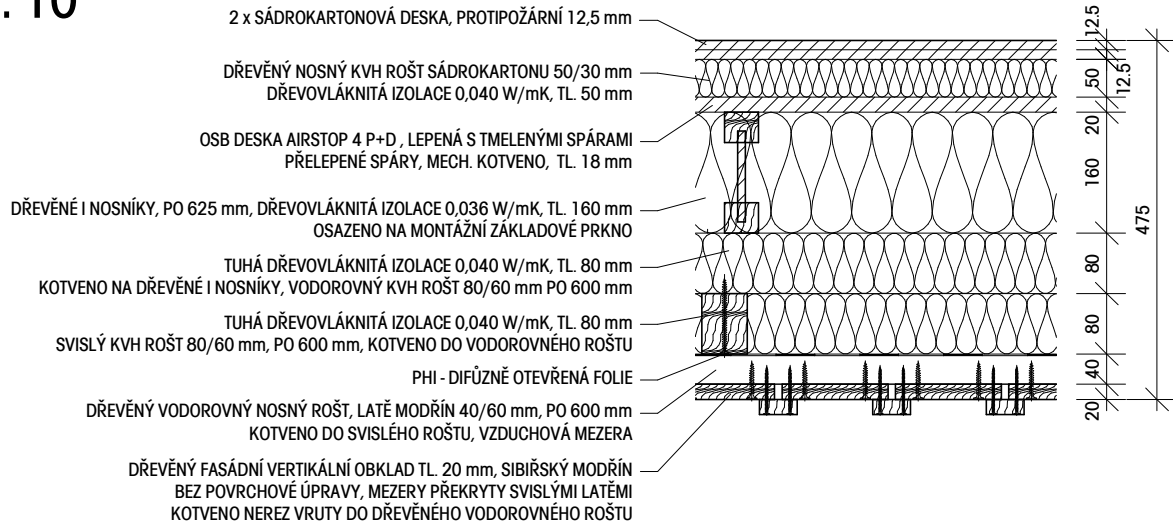 . 10
2 x SÁDROKARTONOVÁ DESKA, PROTIPOŽÁRNÍ 12,5 mm
DŘEVĚNÝ NOSNÝ KVH ROŠT SÁDROKARTONU 50/30 mm
DŘEVOVLÁKNITÁ IZOLACE 0,040 W/mK, TL. 50 mm
OSB DESKA AIRSTOP 4 P+D , LEPENÁ S TMELENÝMI SPÁRAMI
PŘELEPENÉ SPÁRY, MECH. KOTVENO, TL. 18 mm
DŘEVĚNÉ I NOSNÍKY, PO 625 mm, DŘEVOVLÁKNITÁ IZOLACE 0,036 W/mK, TL. 160 mm
OSAZENO NA MONTÁŽNÍ ZÁKLADOVÉ PRKNO
TUHÁ DŘEVOVLÁKNITÁ IZOLACE 0,040 W/mK, TL. 80 mm
KOTVENO NA DŘEVĚNÉ I NOSNÍKY, VODOROVNÝ KVH ROŠT 80/60 mm PO 600 mm
TUHÁ DŘEVOVLÁKNITÁ IZOLACE 0,040 W/mK, TL. 80 mm
SVISLÝ KVH ROŠT 80/60 mm, PO 600 mm, KOTVENO DO VODOROVNÉHO ROŠTU
PHI - DIFŮZNĚ OTEVŘENÁ FOLIE
DŘEVĚNÝ VODOROVNÝ NOSNÝ ROŠT, LATĚ MODŘÍN 40/60 mm, PO 600 mm
KOTVENO DO SVISLÉHO ROŠTU, VZDUCHOVÁ MEZERA
DŘEVĚNÝ FASÁDNÍ VERTIKÁLNÍ OBKLAD TL. 20 mm, SIBIŘSKÝ MODŘÍN
BEZ POVRCHOVÉ ÚPRAVY, MEZERY PŘEKRYTY SVISLÝMI LATĚMI
KOTVENO NEREZ VRUTY DO DŘEVĚNÉHO VODOROVNÉHO ROŠTU
12.5
12.5
50
20
160
80
80
40
20
475